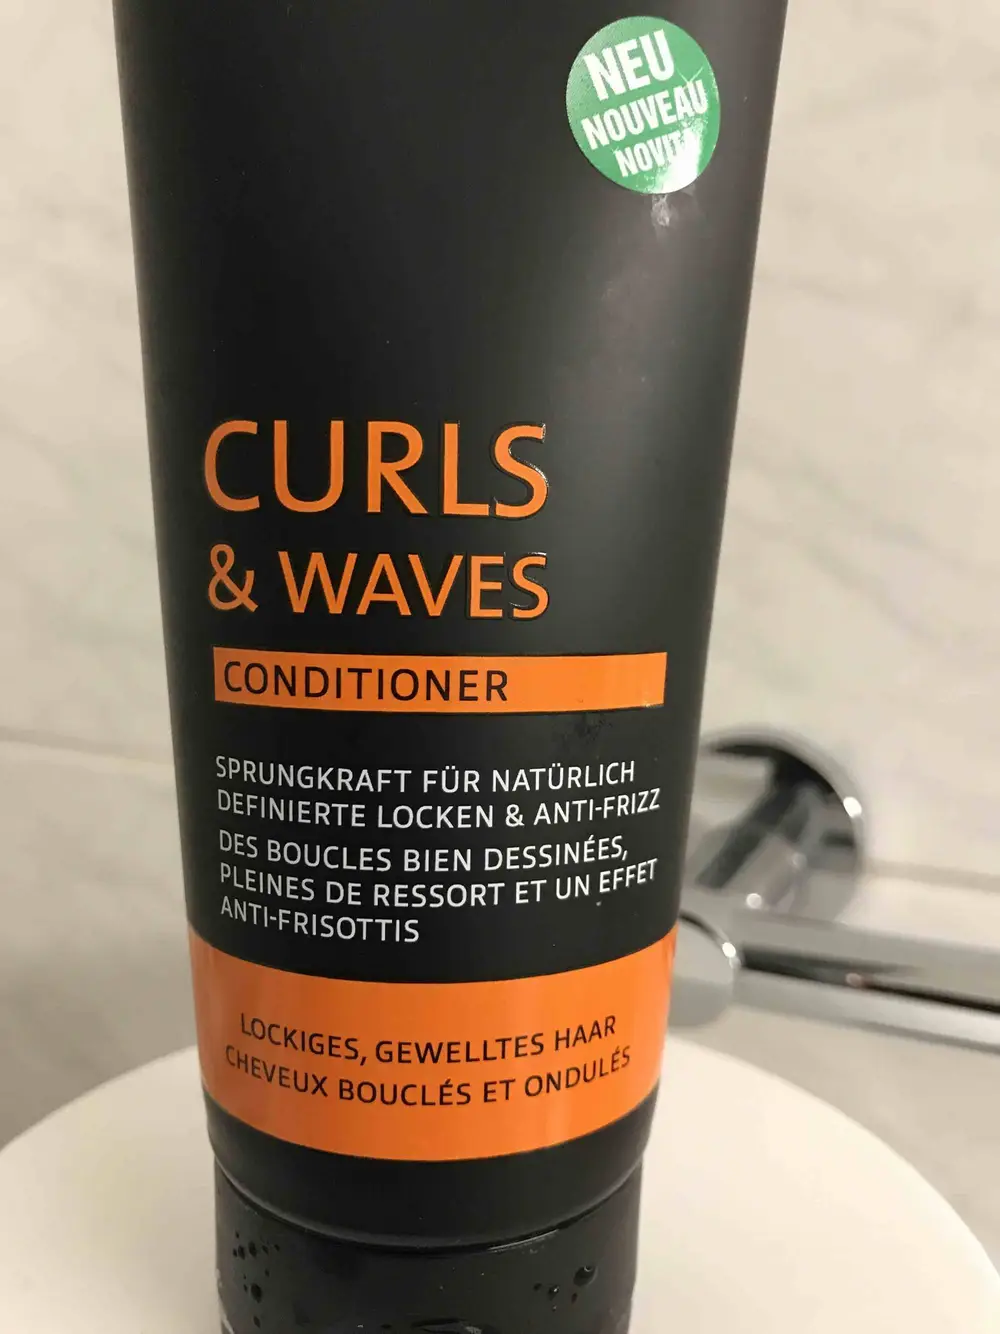 NEU
NOUVEAU
NOVITÀ
CURLS
& WAVES
CONDITIONER
SPRUNGKRAFT FÜR NATÜRLICH
DEFINIERTE LOCKEN & ANTI-FRIZZ
DES BOUCLES BIEN DESSINÉES,
PLEINES DE RESSORT ET UN EFFET
ANTI-FRISOTTIS
LOCKIGES, GEWELLTES HAAR
CHEVEUX BOUCLÉS ET ONDULÉS